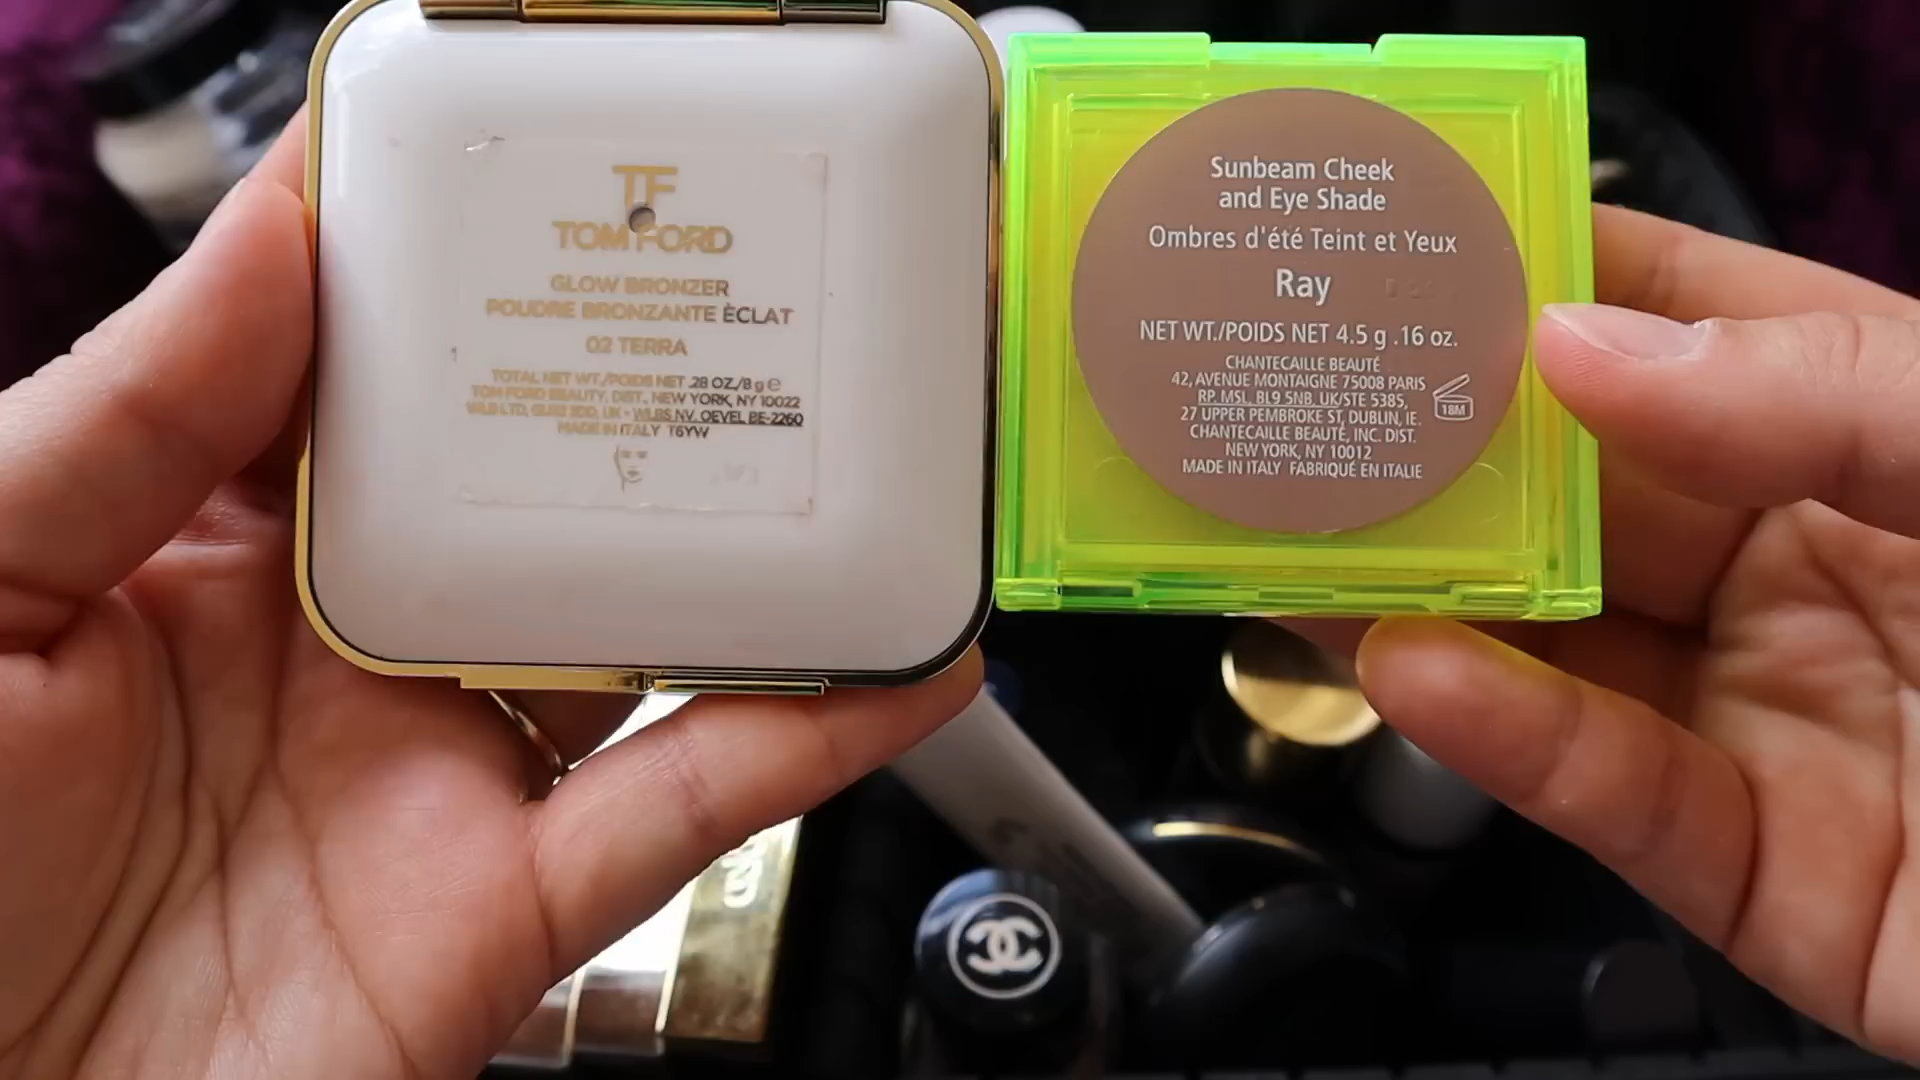 TF
TOM FORD
GLOW BRONZER
POUDRE BRONZANTE ÉCLAT
02 TERRA
TOTAL NET WT./POIDS NET .28 OZ./8 g e
TOM FORD BEAUTY, DIST., NEW YORK, NY 10022
WLBS NV. OEVEL BE-2260
MADE IN ITALY T6YW
Sunbeam Cheek
and Eye Shade
Ombres d'été Teint et Yeux
Ray
NET WT./POIDS NET 4.5 g .16 oz.
CHANTECAILLE BEAUTÉ
42, AVENUE MONTAIGNE 75008 PARIS
RP. MSL, BL9 5NB, UK/STE 5385,
27 UPPER PEMBROKE ST, DUBLIN, IE.
CHANTECAILLE BEAUTÉ, INC. DIST.
NEW YORK, NY 10012
MADE IN ITALY FABRIQUÉ EN ITALIE
18M